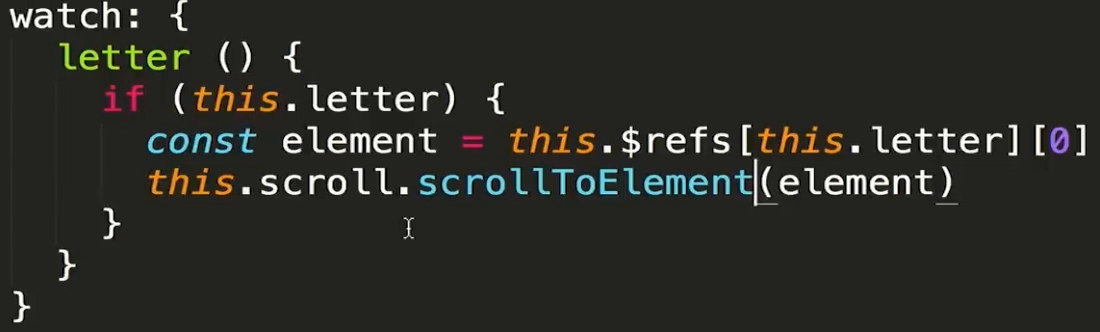 watch: {
  letter () {
    if (this.letter) {
      const element = this.$refs[this.letter][0]
      this.scroll.scrollToElement(element)
    }
  }
}